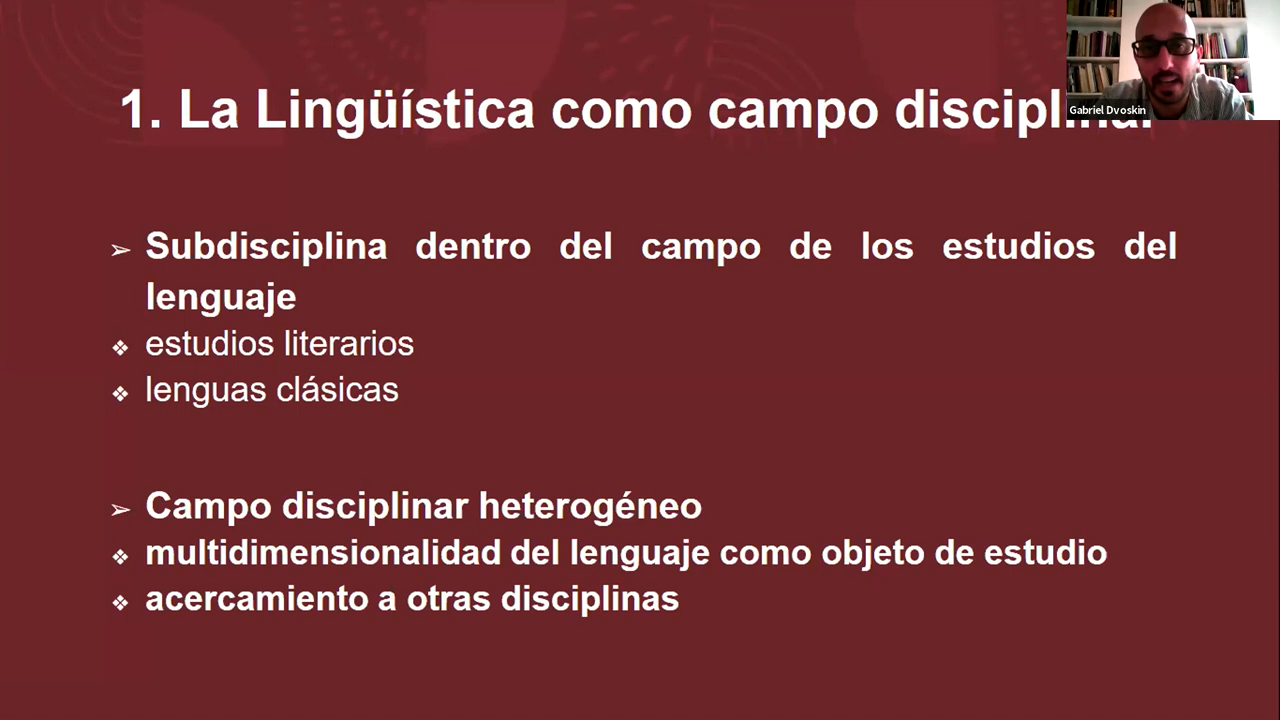 1. La Lingüística como campo disciplinar
Gabriel Dvoskin
➢ Subdisciplina dentro del campo de los estudios del
lenguaje
❖ estudios literarios
❖ lenguas clásicas
➢ Campo disciplinar heterogéneo
❖ multidimensionalidad del lenguaje como objeto de estudio
❖ acercamiento a otras disciplinas